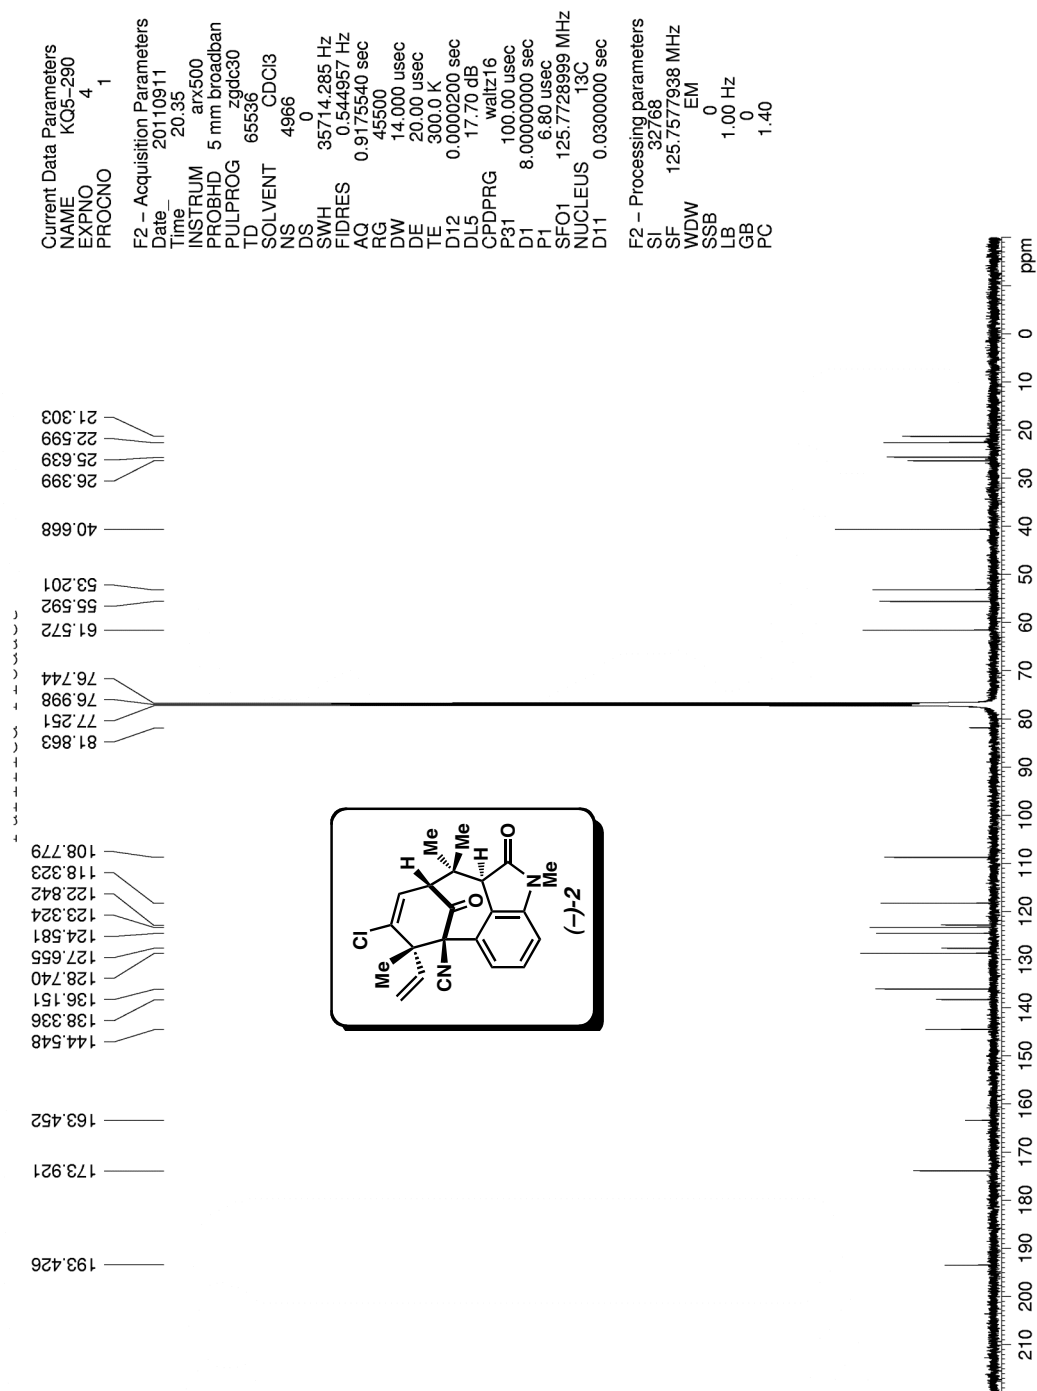 Current Data Parameters
NAME KQ5-290
EXPNO 4
PROCNO 1
F2 - Acquisition Parameters
Date_ 20110911
Time 20.35
INSTRUM arx500
PROBHD 5 mm broadban
PULPROG zgdc30
TD 65536
SOLVENT CDCl3
NS 4966
DS 0
SWH 35714.285 Hz
FIDRES 0.544957 Hz
AQ 0.9175540 sec
RG 45500
DW 14.000 usec
DE 20.00 usec
TE 300.0 K
D12 0.0000200 sec
DL5 17.70 dB
CPDPRG waltz16
P31 100.00 usec
D1 8.00000000 sec
P1 6.80 usec
SFO1 125.7728999 MHz
NUCLEUS 13C
D11 0.0300000 sec
F2 - Processing parameters
SI 32768
SF 125.7577938 MHz
WDW EM
SSB 0
LB 1.00 Hz
GB 0
PC 1.40
193.426
173.921
163.452
144.548
138.336
136.151
128.740
127.655
124.581
123.324
122.842
118.323
108.779
81.863
77.251
76.998
76.744
61.572
55.592
53.201
40.668
26.399
25.639
22.599
21.303
Cl
H
Me
Me
Me
O
H
CN
O
N
Me
(–)-2
210 200 190 180 170 160 150 140 130 120 110 100 90 80 70 60 50 40 30 20 10 0 ppm